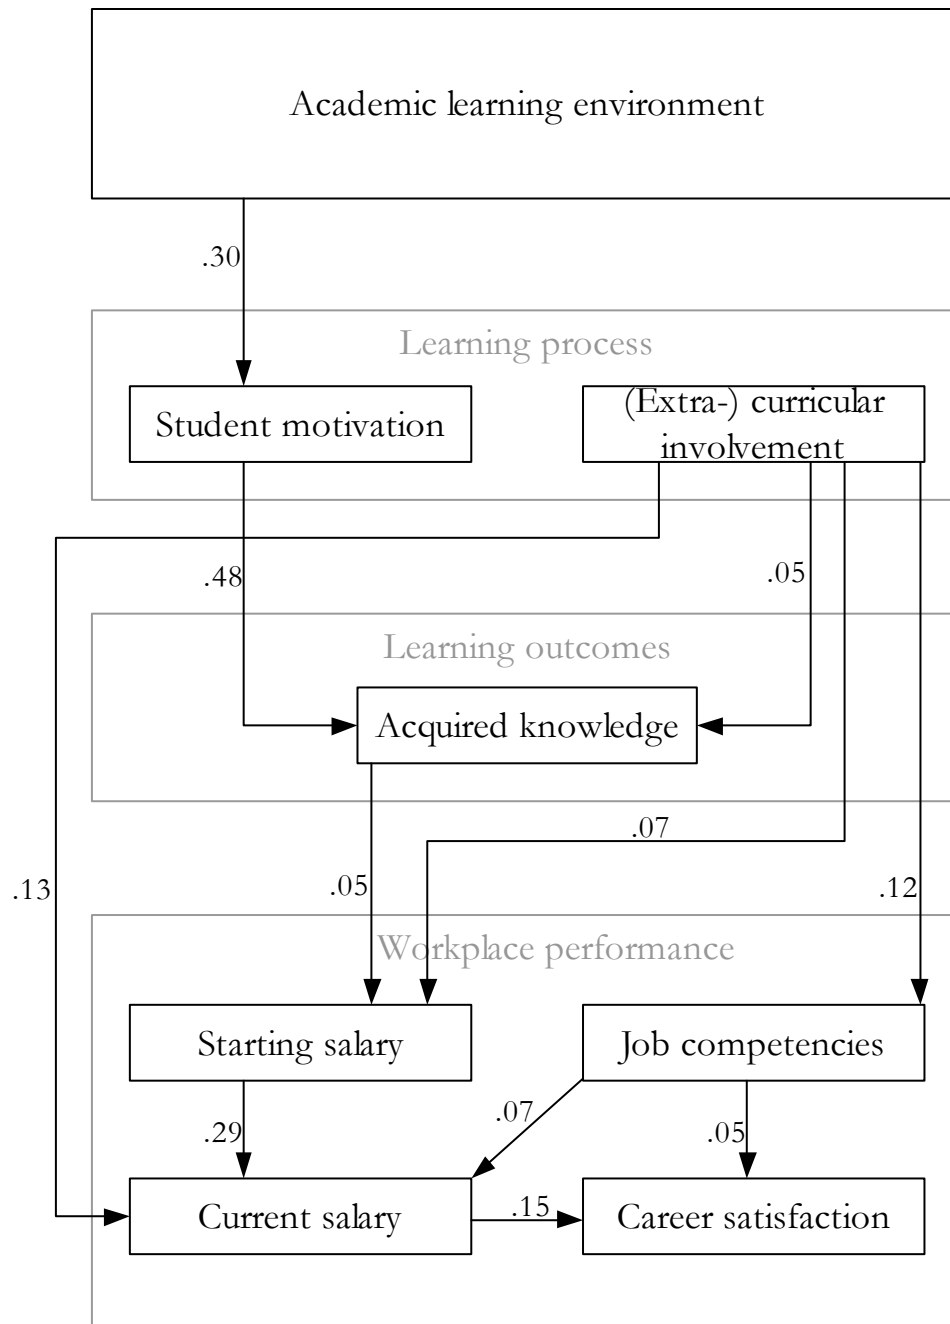 Academic learning environment
.30
Learning process
Student motivation
(Extra-) curricular
involvement
.48
.05
Learning outcomes
Acquired knowledge
.07
.13
.05
.12
Workplace performance
Starting salary
Job competencies
.29
.07
.05
Current salary
.15
Career satisfaction